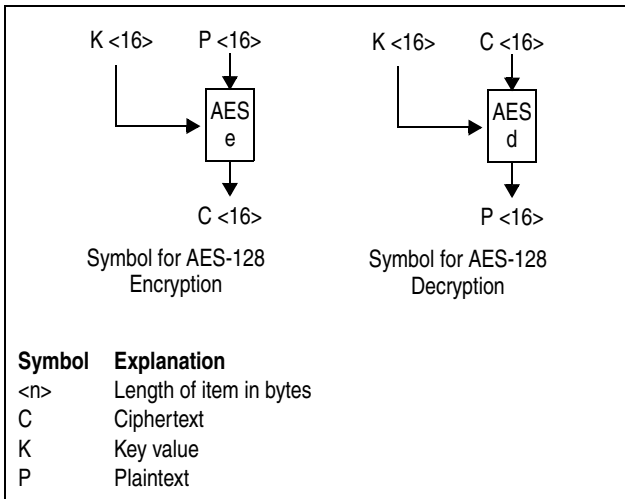 K <16> P <16>
AES
e
C <16>
Symbol for AES-128
Encryption
K <16> C <16>
AES
d
P <16>
Symbol for AES-128
Decryption
Symbol Explanation
<n> Length of item in bytes
C Ciphertext
K Key value
P Plaintext